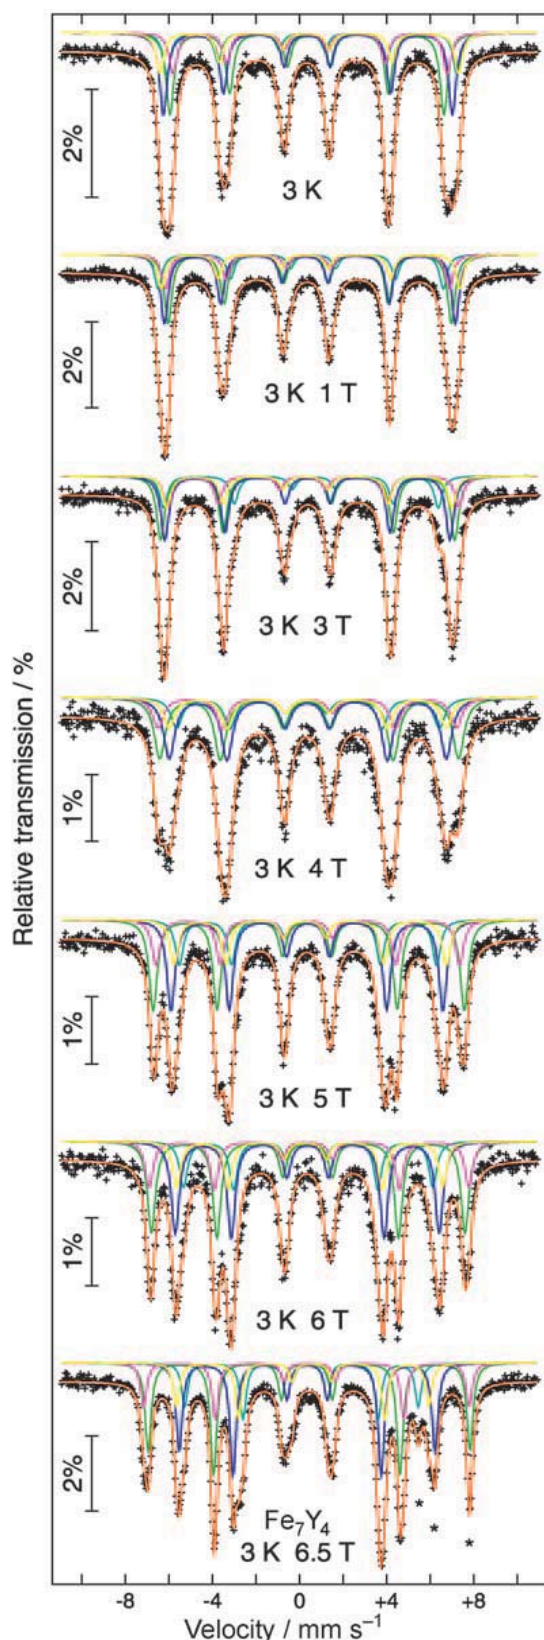 2%
3 K
2%
3 K 1 T
2%
3 K 3 T
Relative transmission / %
1%
3 K 4 T
1%
3 K 5 T
1%
3 K 6 T
2%
Fe₇Y₄
3 K 6.5 T
*
*
*
-8 -4 0 +4 +8
Velocity / mm s⁻¹